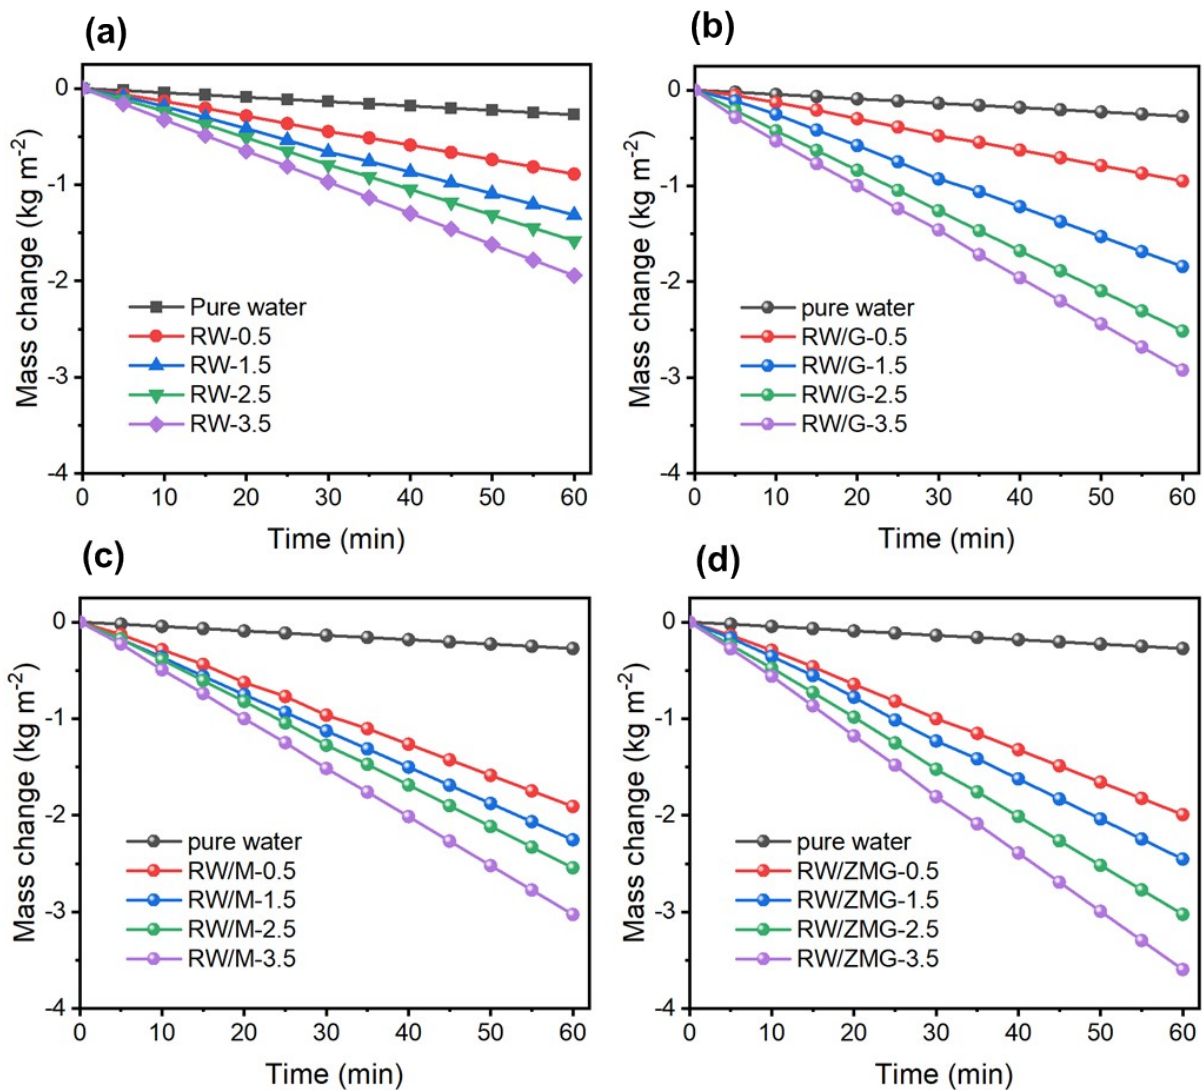 (a)
Mass change (kg m⁻²)
0
-1
-2
-3
-4
Pure water
RW-0.5
RW-1.5
RW-2.5
RW-3.5
0 10 20 30 40 50 60
Time (min)
(b)
Mass change (kg m⁻²)
0
-1
-2
-3
-4
pure water
RW/G-0.5
RW/G-1.5
RW/G-2.5
RW/G-3.5
0 10 20 30 40 50 60
Time (min)
(c)
Mass change (kg m⁻²)
0
-1
-2
-3
-4
pure water
RW/M-0.5
RW/M-1.5
RW/M-2.5
RW/M-3.5
0 10 20 30 40 50 60
Time (min)
(d)
Mass change (kg m⁻²)
0
-1
-2
-3
-4
pure water
RW/ZMG-0.5
RW/ZMG-1.5
RW/ZMG-2.5
RW/ZMG-3.5
0 10 20 30 40 50 60
Time (min)